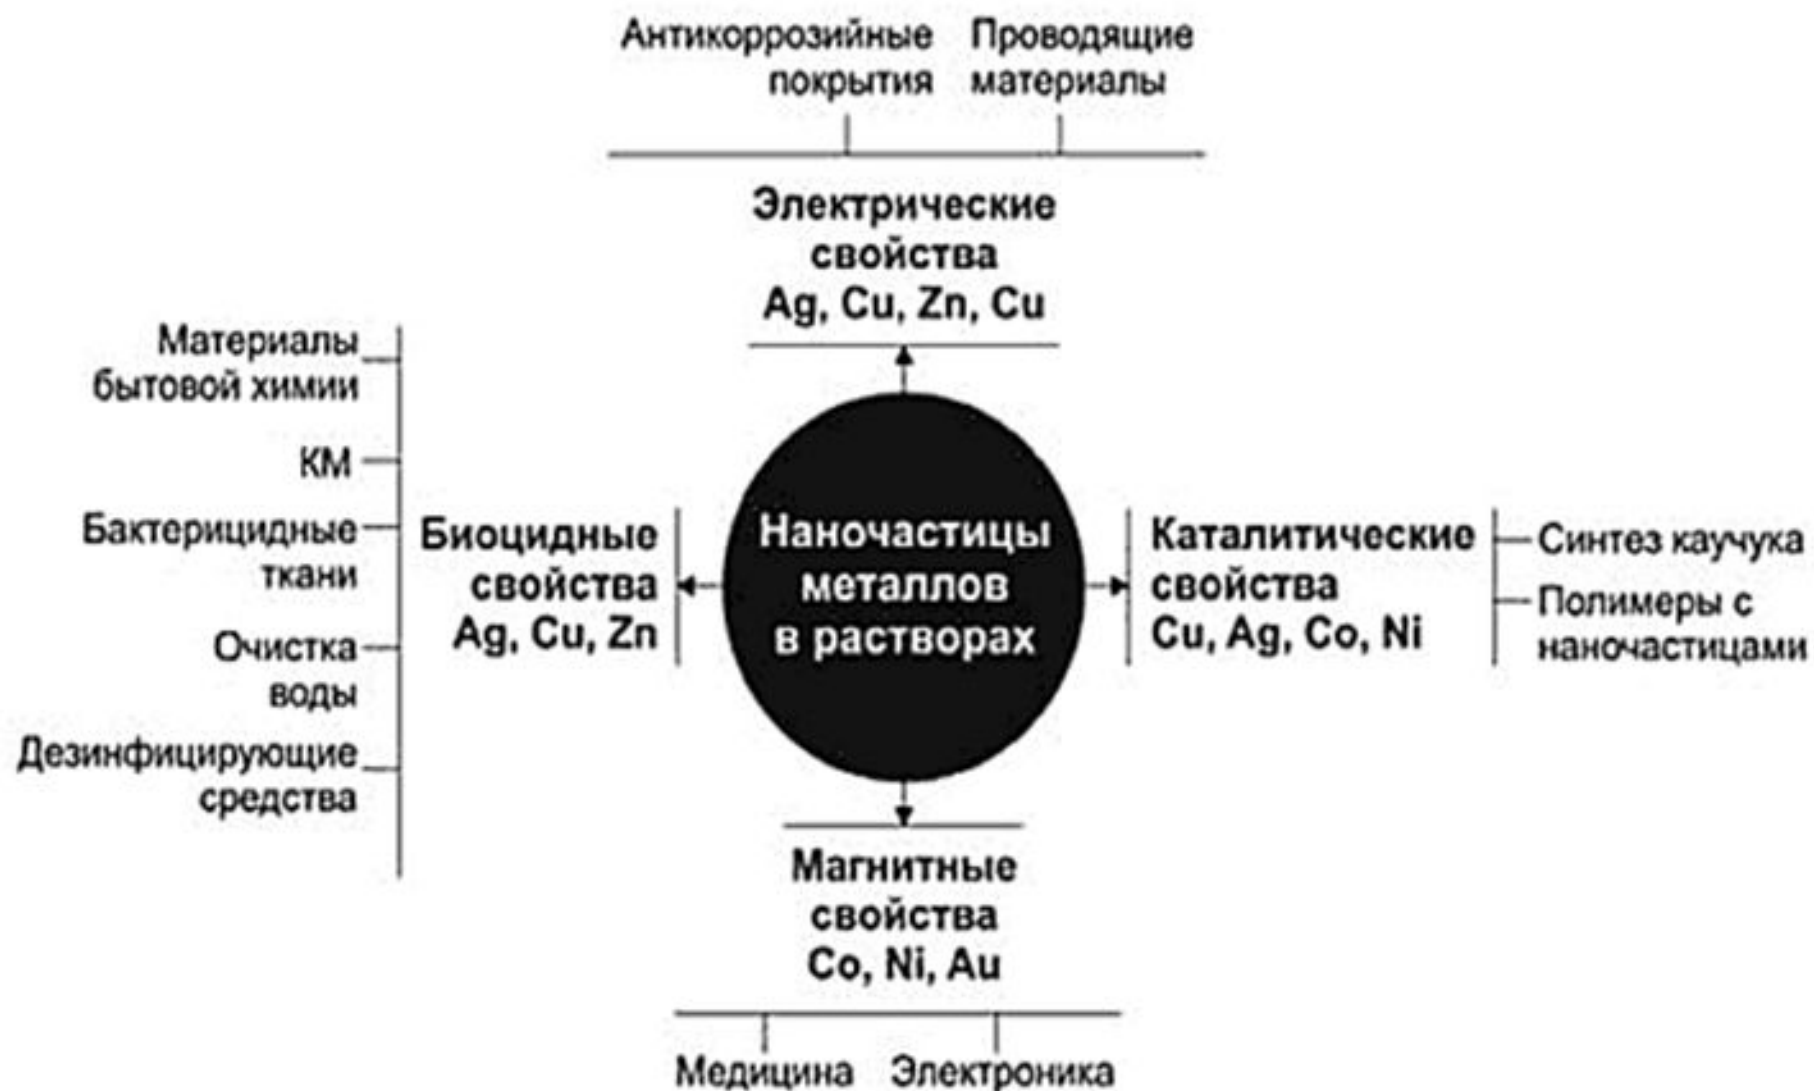 Антикоррозийные
покрытия
Проводящие
материалы
Электрические
свойства
Ag, Cu, Zn, Cu
Материалы
бытовой химии
КМ
Бактерицидные
ткани
Очистка
воды
Дезинфицирующие
средства
Биоцидные
свойства
Ag, Cu, Zn
Наночастицы
металлов
в растворах
Каталитические
свойства
Cu, Ag, Co, Ni
Синтез каучука
Полимеры с
наночастицами
Магнитные
свойства
Co, Ni, Au
Медицина
Электроника